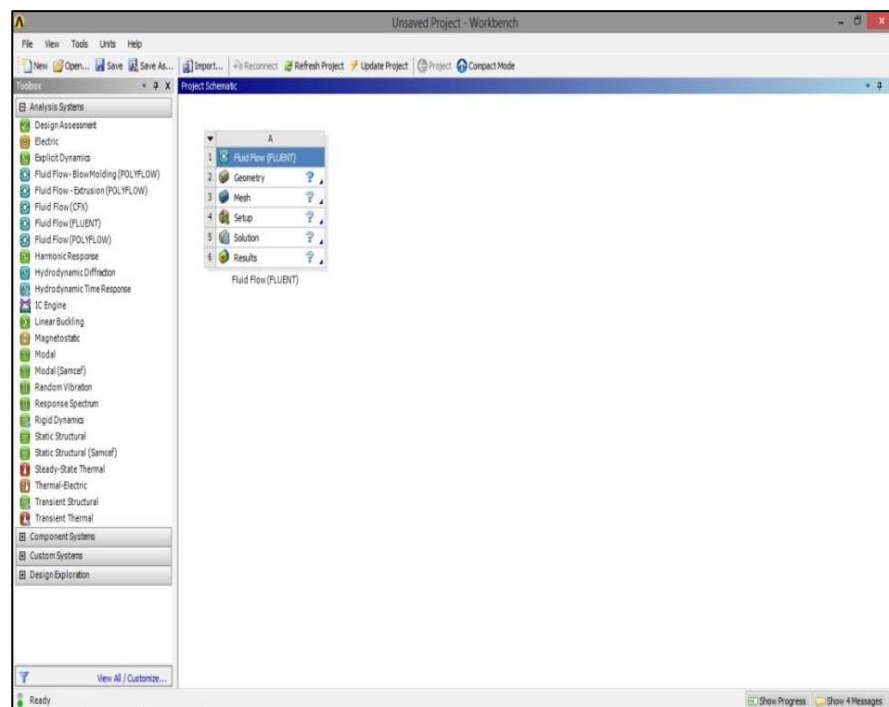 Unsaved Project - Workbench
File View Tools Units Help
New Open... Save Save As... Import... Reconnect Refresh Project Update Project Project Compact Mode
Toolbox
Project Schematic
Analysis Systems
Design Assessment
Electric
Explicit Dynamics
Fluid Flow- Blow Molding (POLYFLOW)
Fluid Flow - Extrusion (POLYFLOW)
Fluid Flow (CFX)
Fluid Flow (FLUENT)
Fluid Flow (POLYFLOW)
Harmonic Response
Hydrodynamic Diffraction
Hydrodynamic Time Response
IC Engine
Linear Buckling
Magnetostatic
Modal
Modal (Samcef)
Random Vibration
Response Spectrum
Rigid Dynamics
Static Structural
Static Structural (Samcef)
Steady-State Thermal
Thermal-Electric
Transient Structural
Transient Thermal
Component Systems
Custom Systems
Design Exploration
View All / Customize...
A
1 Fluid Flow (FLUENT)
2 Geometry ?
3 Mesh ?
4 Setup ?
5 Solution ?
6 Results ?
Fluid Flow (FLUENT)
Ready
Show Progress Show 4 Messages